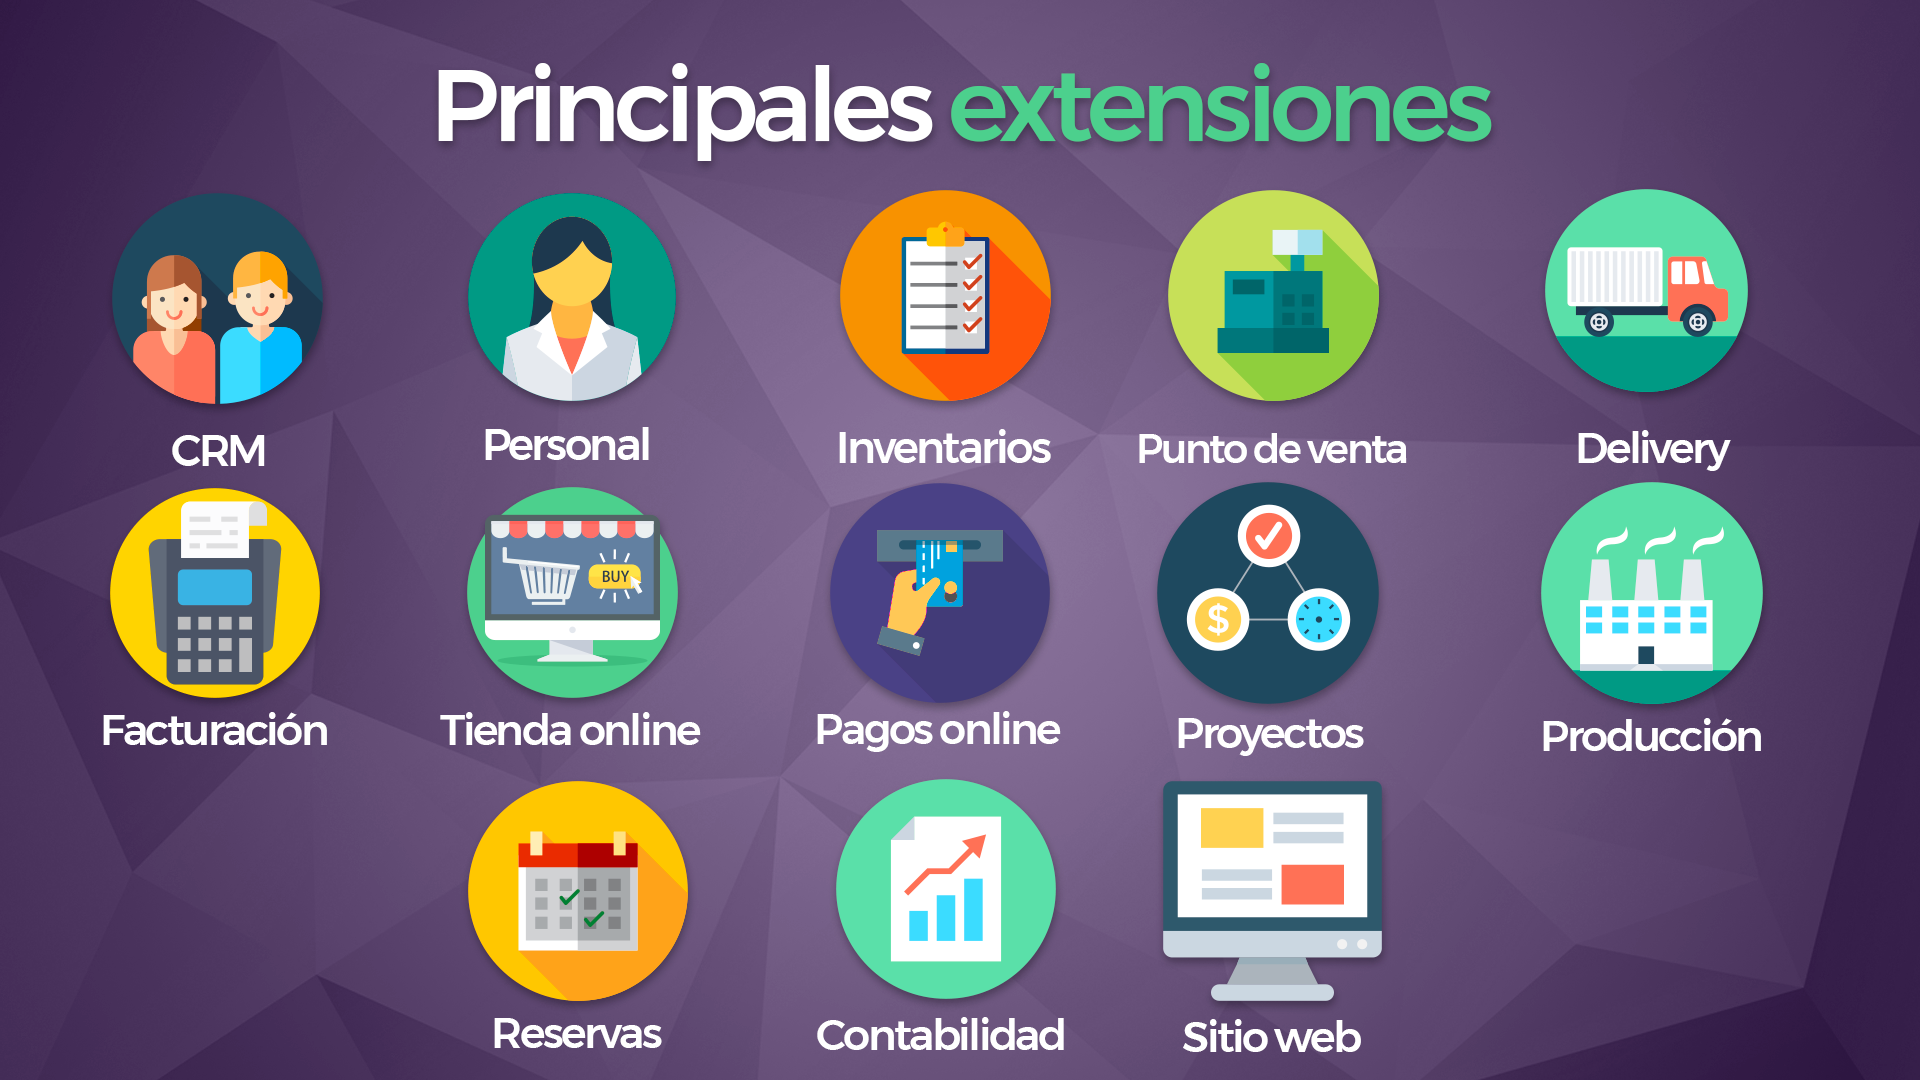 Principales extensiones
CRM
Personal
Inventarios
Punto de venta
Delivery
BUY
$
Facturación
Tienda online
Pagos online
Proyectos
Producción
Reservas
Contabilidad
Sitio web